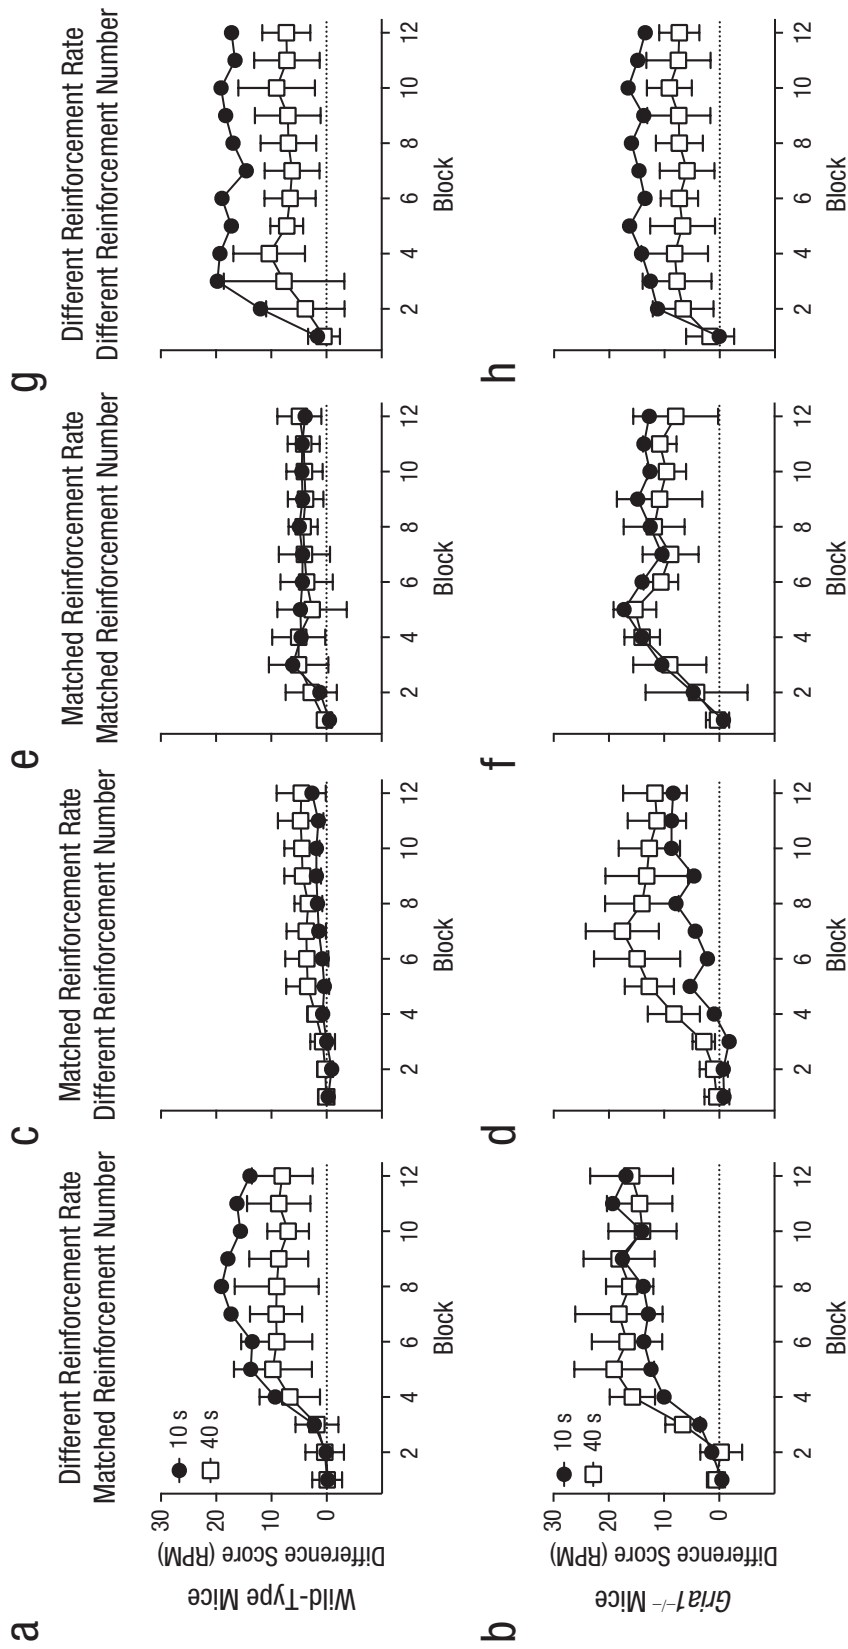 a
Different Reinforcement Rate
Matched Reinforcement Number
Wild-Type Mice
Difference Score (RPM)
30
20
10
0
10 s
40 s
2
4
6
8
10
12
Block
c
Matched Reinforcement Rate
Different Reinforcement Number
2
4
6
8
10
12
Block
e
Matched Reinforcement Rate
Matched Reinforcement Number
2
4
6
8
10
12
Block
g
Different Reinforcement Rate
Different Reinforcement Number
2
4
6
8
10
12
Block
b
Gria1⁻/⁻ Mice
Difference Score (RPM)
30
20
10
0
10 s
40 s
2
4
6
8
10
12
Block
d
2
4
6
8
10
12
Block
f
2
4
6
8
10
12
Block
h
2
4
6
8
10
12
Block